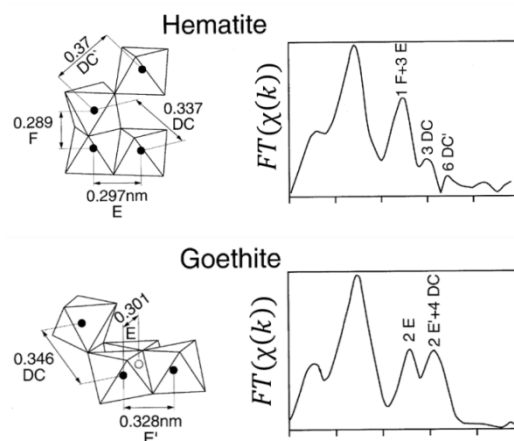 Hematite
0.37
DC'
0.289
F
0.337
DC
0.297nm
E
FT(χ(k))
1 F+3 E
3 DC
6 DC'
Goethite
0.301
E
0.346
DC
0.328nm
E'
FT(χ(k))
2 E
2 E'+4 DC